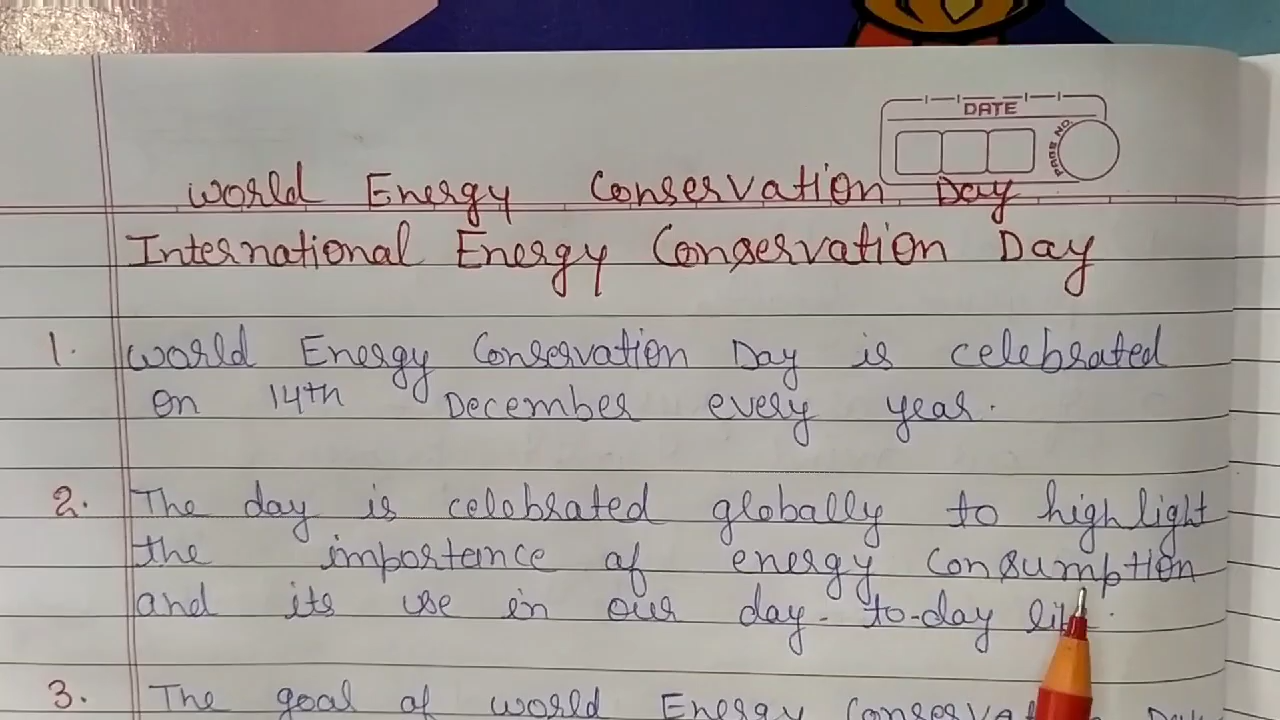 DATE
PAGE NO.
World Energy Conservation Day
International Energy Conservation Day
1. World Energy Conservation Day is celebrated
on 14th December every year.
2. The day is celebrated globally to highlight
the importance of energy consumption
and its use in our day-to-day
3. The goal of world Energy